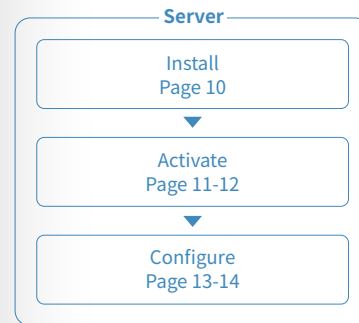 Server
Install
Page 10
Activate
Page 11-12
Configure
Page 13-14